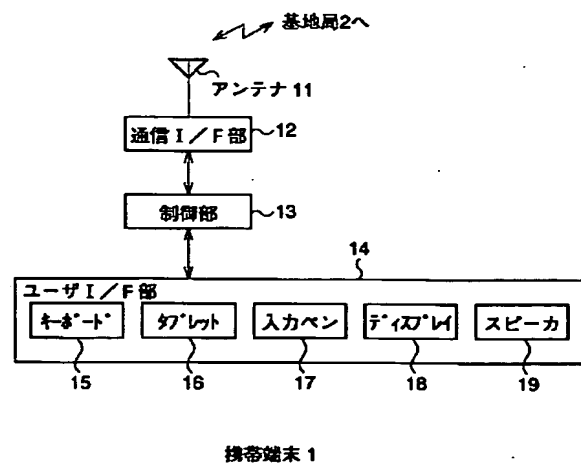 基地局2へ
アンテナ 11
通信 I／F 部 12
制御部 13
14
ユーザ I／F 部
キーボード タブレット 入力ペン ディスプレイ スピーカ
15 16 17 18 19
携帯端末 1